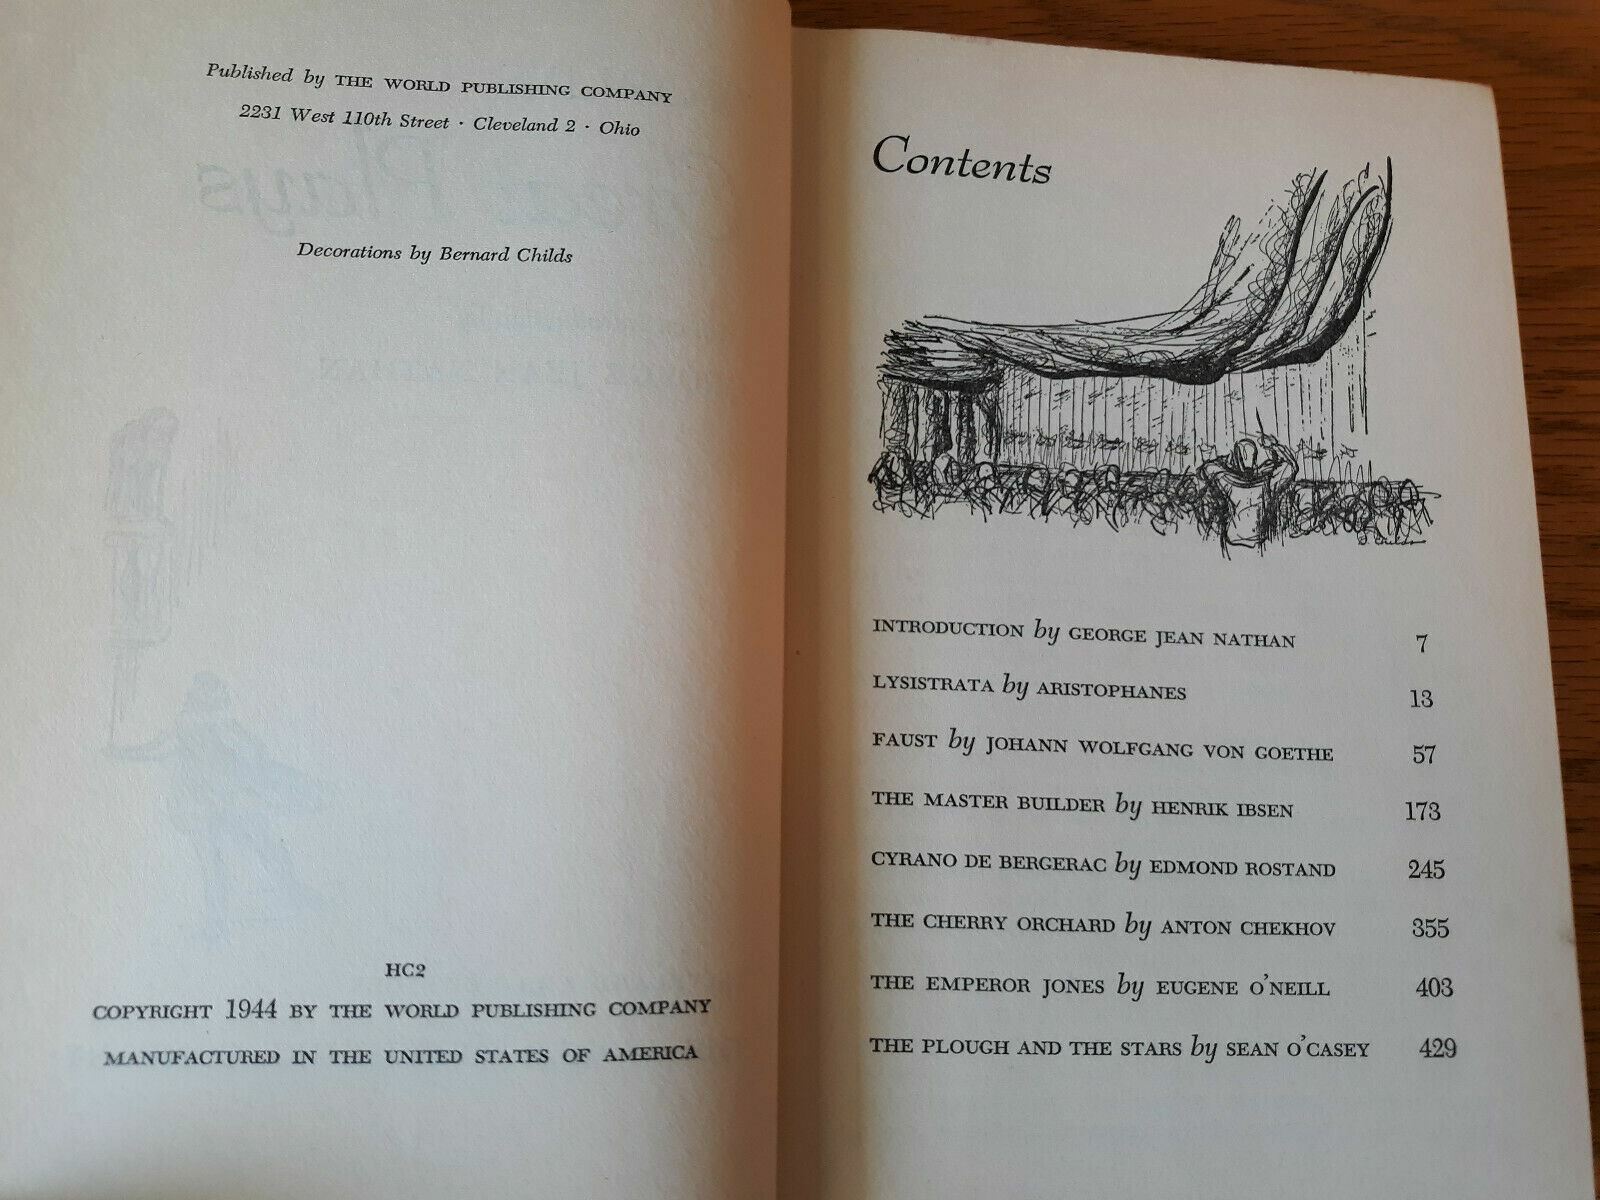 Published by THE WORLD PUBLISHING COMPANY
2231 West 110th Street · Cleveland 2 · Ohio
Decorations by Bernard Childs
HC2
COPYRIGHT 1944 BY THE WORLD PUBLISHING COMPANY
MANUFACTURED IN THE UNITED STATES OF AMERICA
Contents
B. Childs
INTRODUCTION by GEORGE JEAN NATHAN 7
LYSISTRATA by ARISTOPHANES 13
FAUST by JOHANN WOLFGANG VON GOETHE 57
THE MASTER BUILDER by HENRIK IBSEN 173
CYRANO DE BERGERAC by EDMOND ROSTAND 245
THE CHERRY ORCHARD by ANTON CHEKHOV 355
THE EMPEROR JONES by EUGENE O'NEILL 403
THE PLOUGH AND THE STARS by SEAN O'CASEY 429